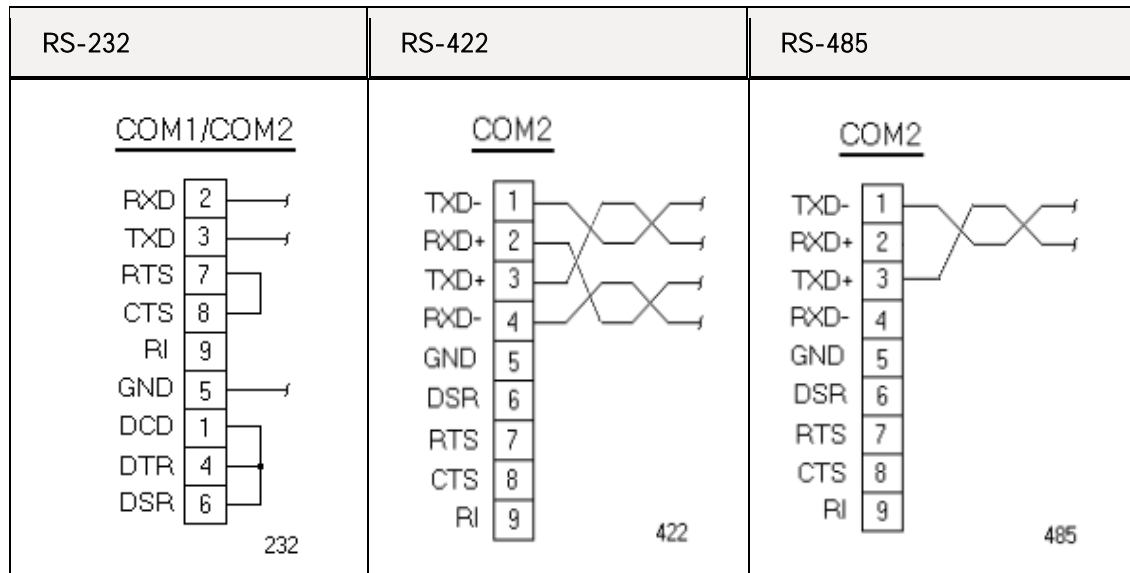 RS-232
RS-422
RS-485
COM1/COM2
RXD 2
TXD 3
RTS 7
CTS 8
RI 9
GND 5
DCD 1
DTR 4
DSR 6
232
COM2
TXD- 1
RXD+ 2
TXD+ 3
RXD- 4
GND 5
DSR 6
RTS 7
CTS 8
RI 9
422
COM2
TXD- 1
RXD+ 2
TXD+ 3
RXD- 4
GND 5
DSR 6
RTS 7
CTS 8
RI 9
485